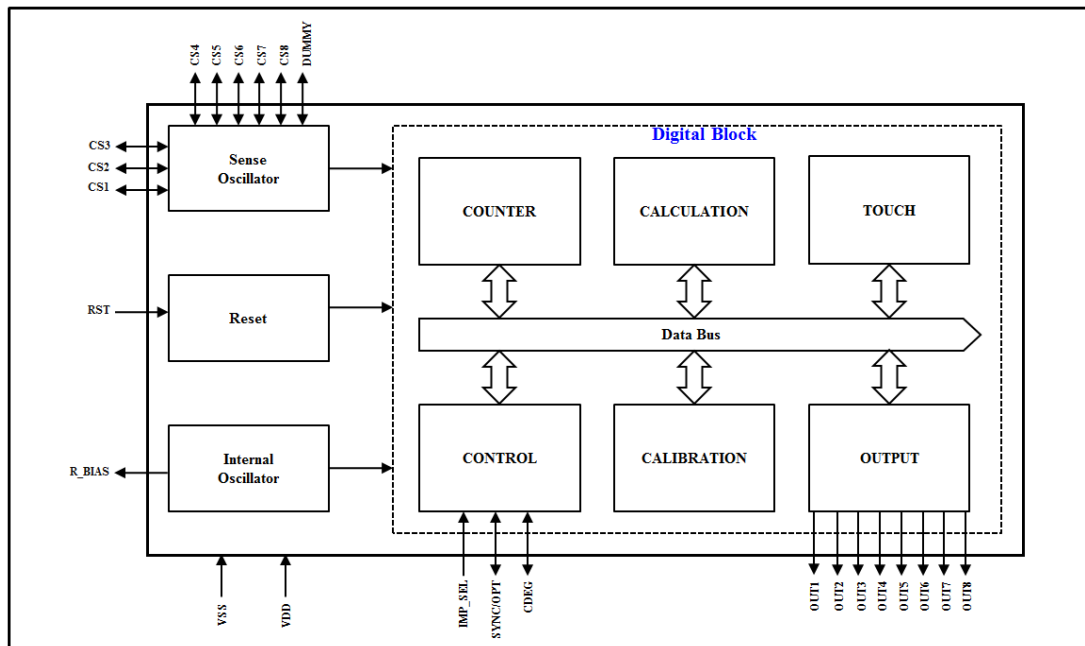 CS4
CS5
CS6
CS7
CS8
DUMMY
Digital Block
CS3
CS2
CS1
Sense
Oscillator
COUNTER
CALCULATION
TOUCH
RST
Reset
Data Bus
R_BIAS
Internal
Oscillator
CONTROL
CALIBRATION
OUTPUT
VSS
VDD
IMP_SEL
SYNC/OPT
CDEG
OUT1
OUT2
OUT3
OUT4
OUT5
OUT6
OUT7
OUT8